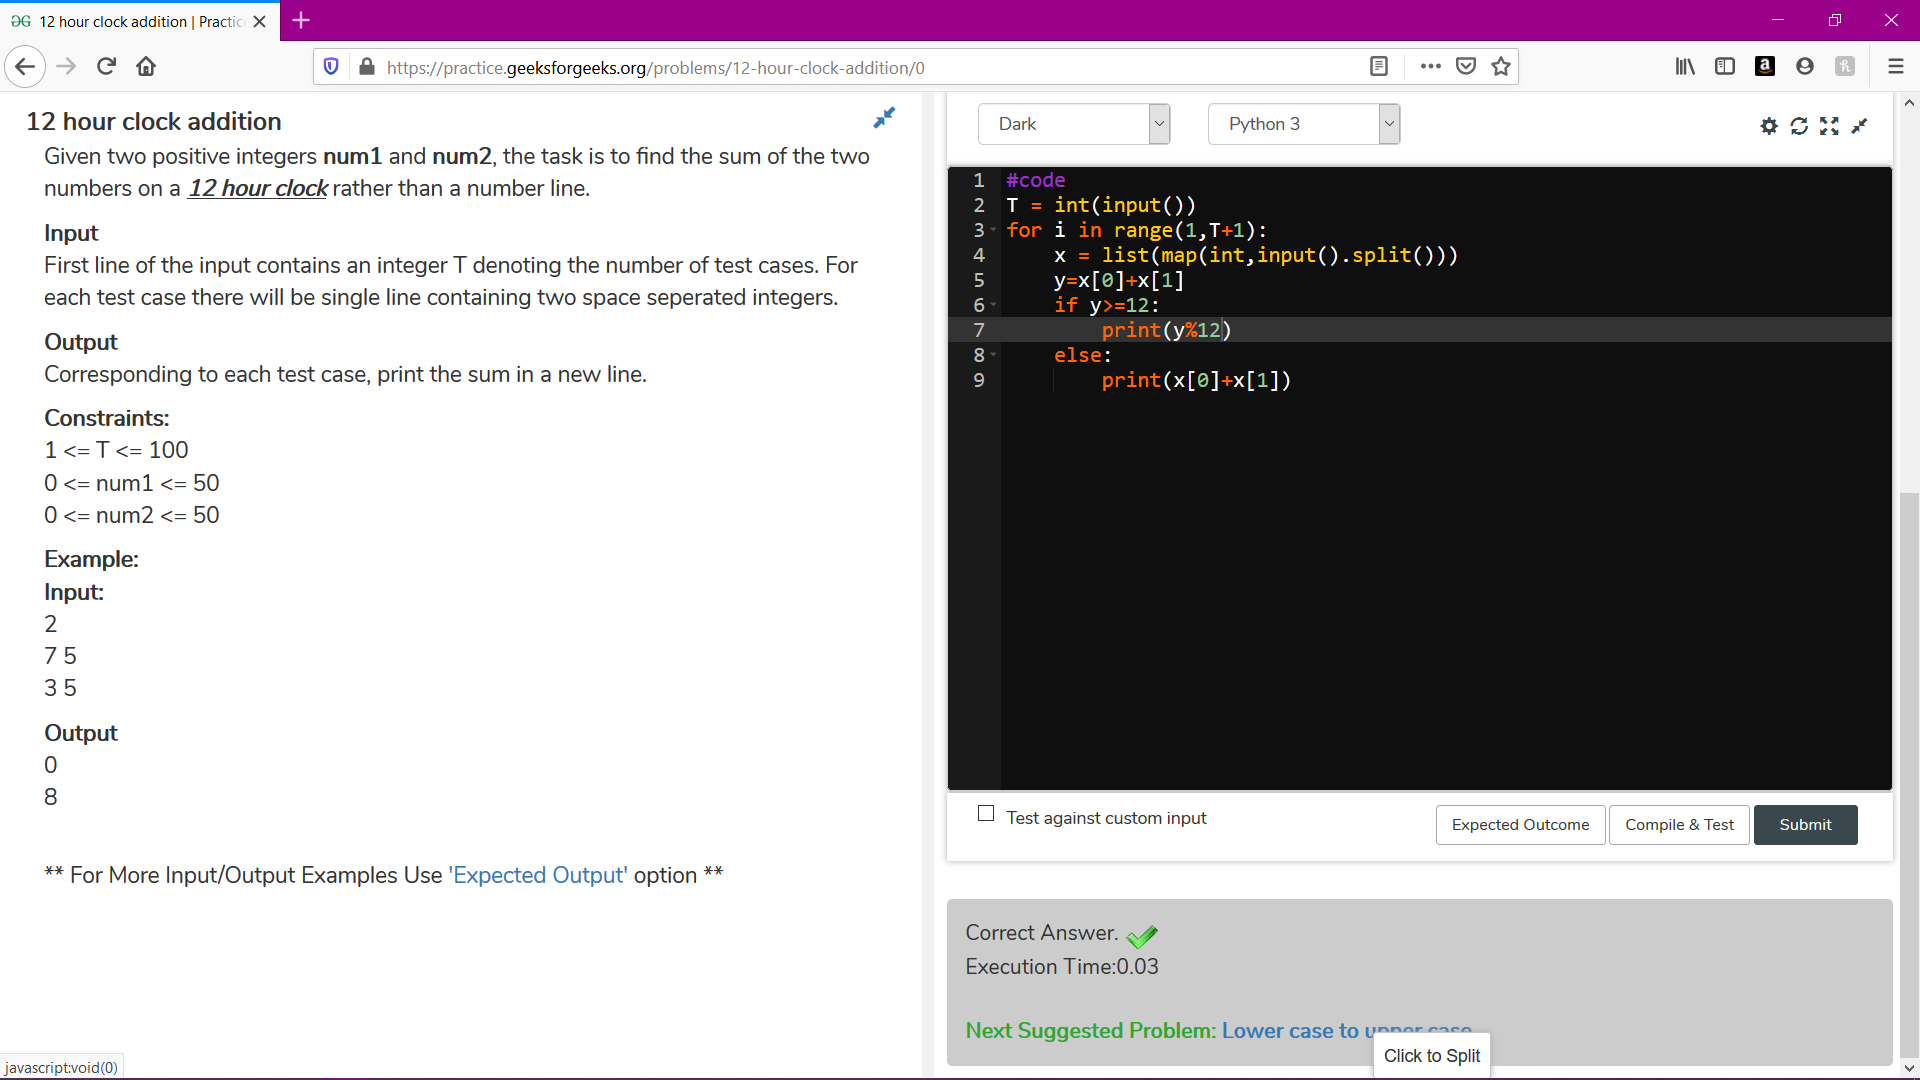 12 hour clock addition | Practic
https://practice.geeksforgeeks.org/problems/12-hour-clock-addition/0
12 hour clock addition
Given two positive integers num1 and num2, the task is to find the sum of the two
numbers on a 12 hour clock rather than a number line.
Input
First line of the input contains an integer T denoting the number of test cases. For
each test case there will be single line containing two space seperated integers.
Output
Corresponding to each test case, print the sum in a new line.
Constraints:
1 <= T <= 100
0 <= num1 <= 50
0 <= num2 <= 50
Example:
Input:
2
7 5
3 5
Output
0
8
** For More Input/Output Examples Use 'Expected Output' option **
javascript:void(0)
Dark
Python 3
1 #code
2 T = int(input())
3 for i in range(1,T+1):
4 x = list(map(int,input().split()))
5 y=x[0]+x[1]
6 if y>=12:
7 print(y%12)
8 else:
9 print(x[0]+x[1])
Test against custom input
Expected Outcome
Compile & Test
Submit
Correct Answer.
Execution Time:0.03
Next Suggested Problem: Lower case to upper case
Click to Split